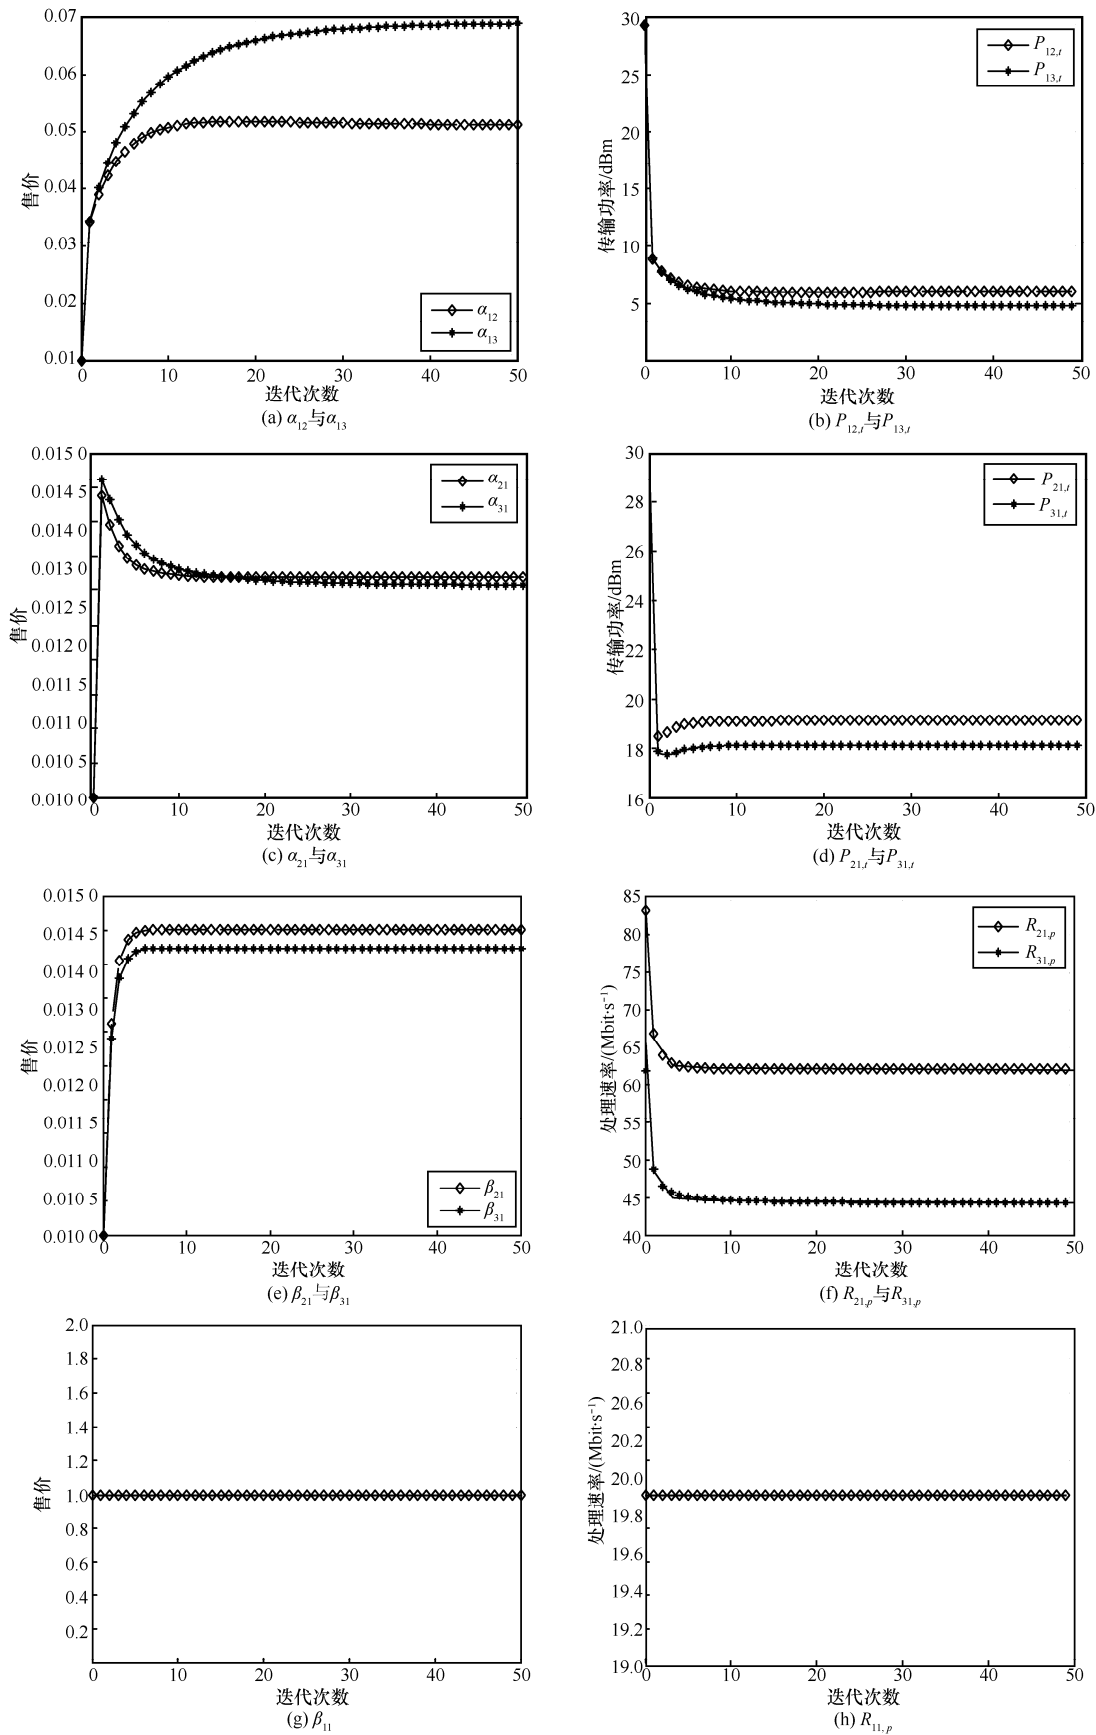 0.07
0.06
0.05
0.04
0.03
0.02
0.01
售价
α12
α13
0 10 20 30 40 50
迭代次数
(a) α12与α13
30
25
20
15
10
5
传输功率/dBm
P12,t
P13,t
0 10 20 30 40 50
迭代次数
(b) P12,t与P13,t
0.015 0
0.014 5
0.014 0
0.013 0
0.012 5
0.012 0
0.011 5
0.011 0
0.010 5
0.010 0
售价
α21
α31
0 10 20 30 40 50
迭代次数
(c) α21与α31
30
28
26
24
22
20
18
16
传输功率/dBm
P21,t
P31,t
0 10 20 30 40 50
迭代次数
(d) P21,t与P31,t
0.015 0
0.014 5
0.014 0
0.013 0
0.012 5
0.012 0
0.011 5
0.011 0
0.010 5
0.010 0
售价
β21
β31
0 10 20 30 40 50
迭代次数
(e) β21与β31
85
80
75
70
65
60
55
50
45
40
处理速率/(Mbit·s⁻¹)
R21,p
R31,p
0 10 20 30 40 50
迭代次数
(f) R21,p与R31,p
2.0
1.8
1.6
1.4
1.2
1.0
0.8
0.6
0.4
0.2
售价
0 10 20 30 40 50
迭代次数
(g) β11
21.0
20.8
20.6
20.2
20.0
19.8
19.6
19.4
19.2
19.0
处理速率/(Mbit·s⁻¹)
0 10 20 30 40 50
迭代次数
(h) R11,p